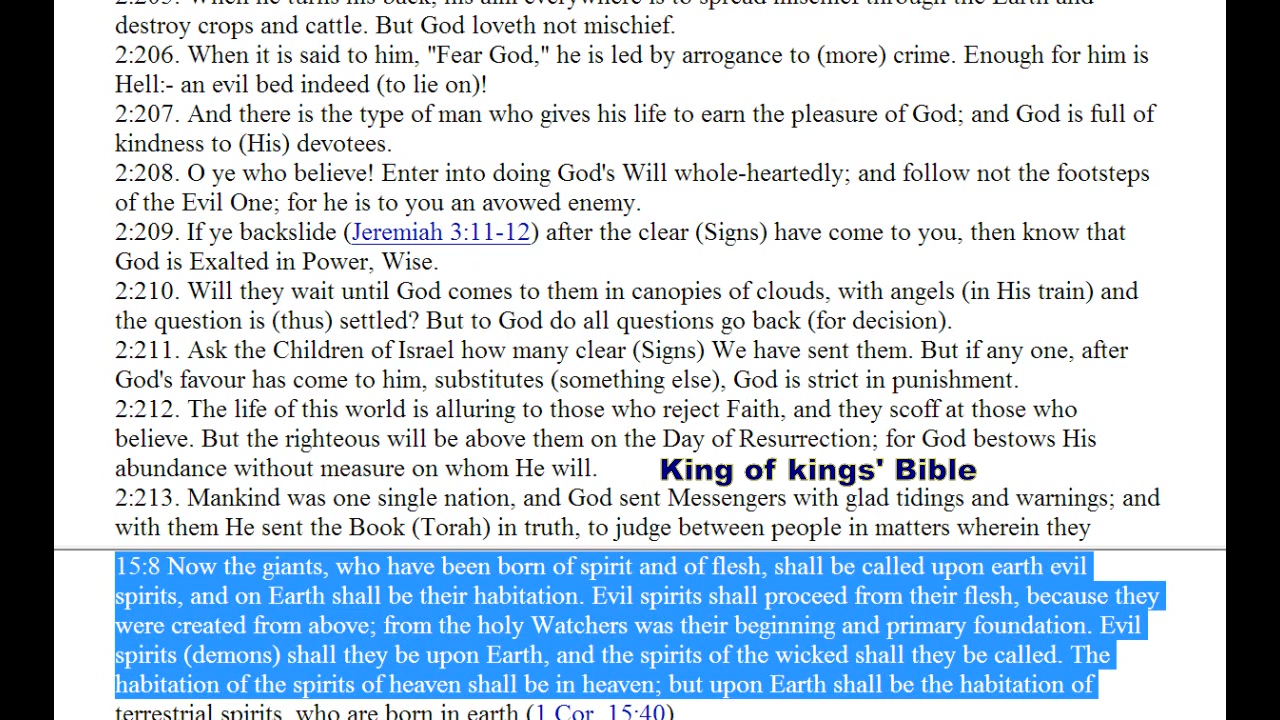 2:205. When he turns his back, his aim everywhere is to spread mischief through the Earth and
destroy crops and cattle. But God loveth not mischief.
2:206. When it is said to him, "Fear God," he is led by arrogance to (more) crime. Enough for him is
Hell:- an evil bed indeed (to lie on)!
2:207. And there is the type of man who gives his life to earn the pleasure of God; and God is full of
kindness to (His) devotees.
2:208. O ye who believe! Enter into doing God's Will whole-heartedly; and follow not the footsteps
of the Evil One; for he is to you an avowed enemy.
2:209. If ye backslide (Jeremiah 3:11-12) after the clear (Signs) have come to you, then know that
God is Exalted in Power, Wise.
2:210. Will they wait until God comes to them in canopies of clouds, with angels (in His train) and
the question is (thus) settled? But to God do all questions go back (for decision).
2:211. Ask the Children of Israel how many clear (Signs) We have sent them. But if any one, after
God's favour has come to him, substitutes (something else), God is strict in punishment.
2:212. The life of this world is alluring to those who reject Faith, and they scoff at those who
believe. But the righteous will be above them on the Day of Resurrection; for God bestows His
abundance without measure on whom He will.
King of kings' Bible
2:213. Mankind was one single nation, and God sent Messengers with glad tidings and warnings; and
with them He sent the Book (Torah) in truth, to judge between people in matters wherein they
15:8 Now the giants, who have been born of spirit and of flesh, shall be called upon earth evil
spirits, and on Earth shall be their habitation. Evil spirits shall proceed from their flesh, because they
were created from above; from the holy Watchers was their beginning and primary foundation. Evil
spirits (demons) shall they be upon Earth, and the spirits of the wicked shall they be called. The
habitation of the spirits of heaven shall be in heaven; but upon Earth shall be the habitation of
terrestrial spirits, who are born in earth (1 Cor. 15:40)